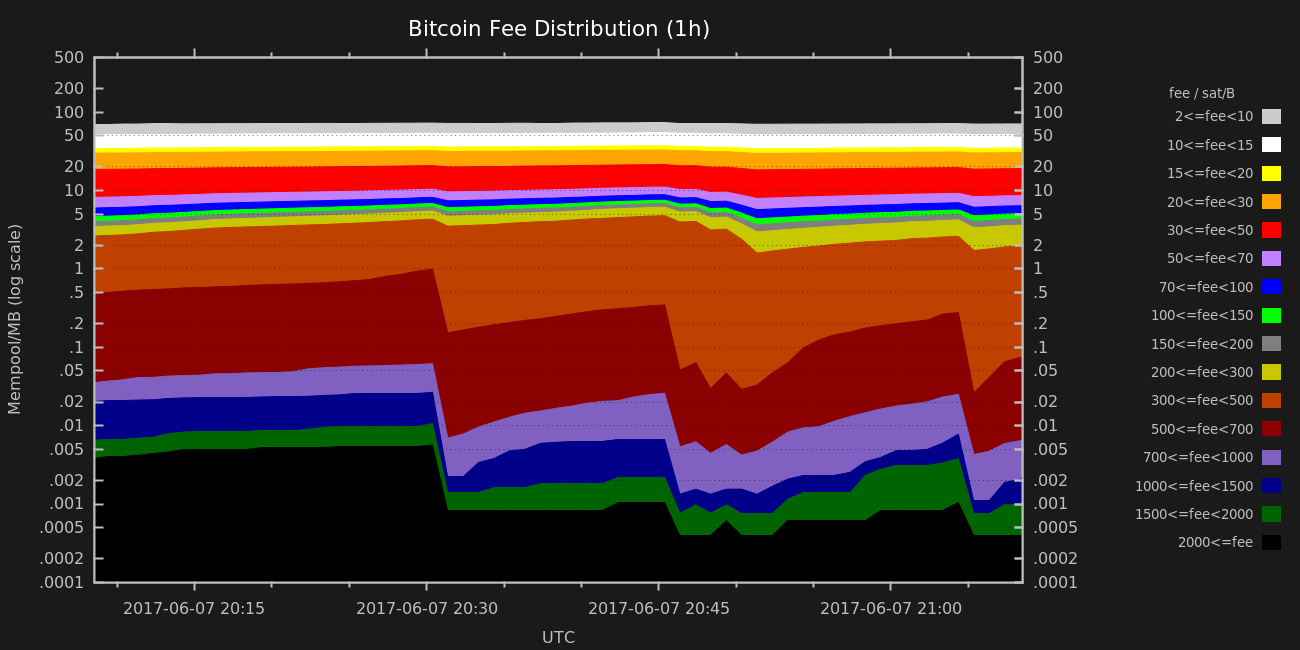 Bitcoin Fee Distribution (1h)
500
200
100
50
20
10
5
2
1
.5
.2
.1
.05
.02
.01
.005
.002
.001
.0005
.0002
.0001
Mempool/MB (log scale)
500
200
100
50
20
10
5
2
1
.5
.2
.1
.05
.02
.01
.005
.002
.001
.0005
.0002
.0001
2017-06-07 20:15
2017-06-07 20:30
2017-06-07 20:45
2017-06-07 21:00
UTC
fee / sat/B
2<=fee<10
10<=fee<15
15<=fee<20
20<=fee<30
30<=fee<50
50<=fee<70
70<=fee<100
100<=fee<150
150<=fee<200
200<=fee<300
300<=fee<500
500<=fee<700
700<=fee<1000
1000<=fee<1500
1500<=fee<2000
2000<=fee